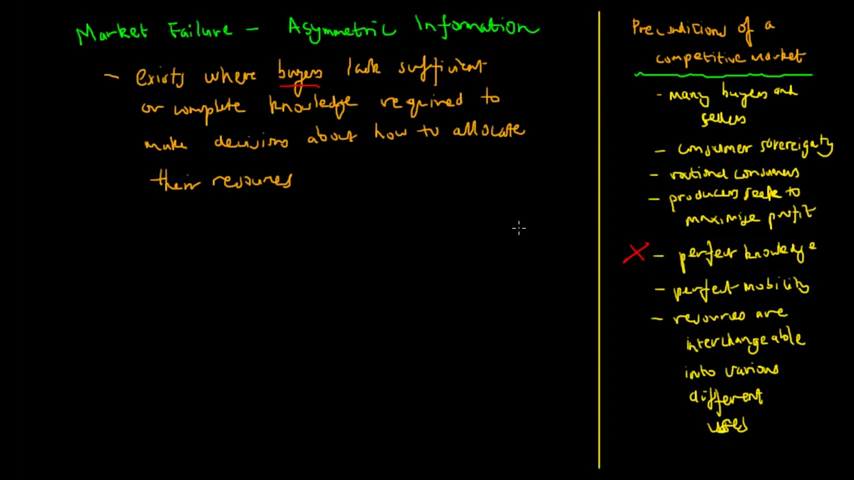 Market Failure - Asymmetric Infomation
- exists where buyers lack sufficient
or complete knowledge required to
make decisions about how to allocate
their resources
Preconditions of a
competitive market
- many buyers and
sellers
- consumer sovereignty
- rational consumers
- producers seek to
maximise profit
X - perfect knowledge
- perfect mobility
- resources are
interchangeable
into various
different
uses